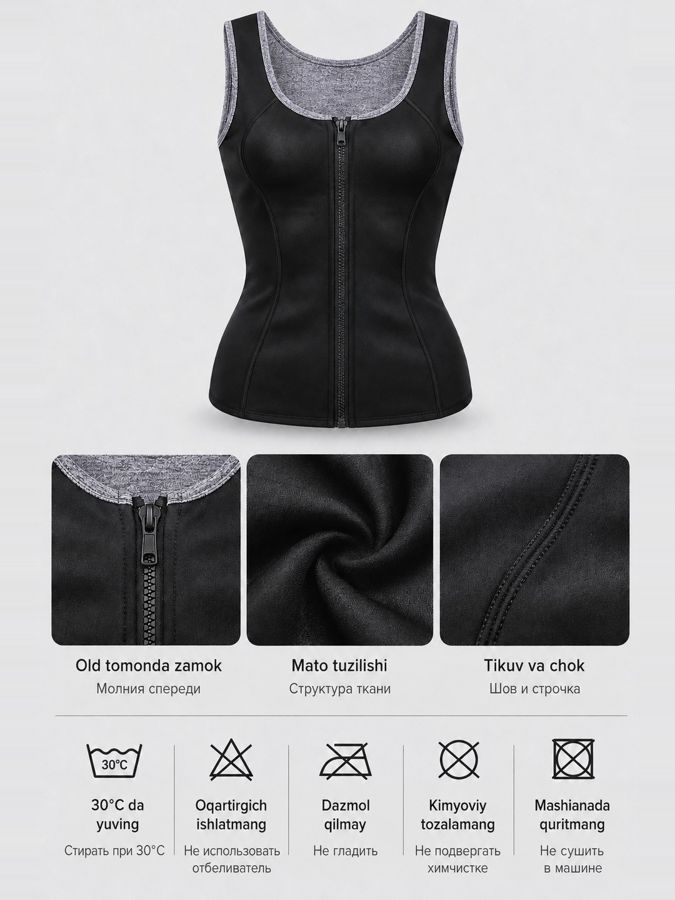 Old tomonda zamok
Молния спереди
Mato tuzilishi
Структура ткани
Tikuv va chok
Шов и строчка
30°C
30°C da
yuving
Стирать при 30°C
Oqartirgich
ishlatmang
Не использовать
отбеливатель
Dazmol
qilmay
Не гладить
Kimyoviy
tozalamang
Не подвергать
химчистке
Mashianada
quritmang
Не сушить
в машине